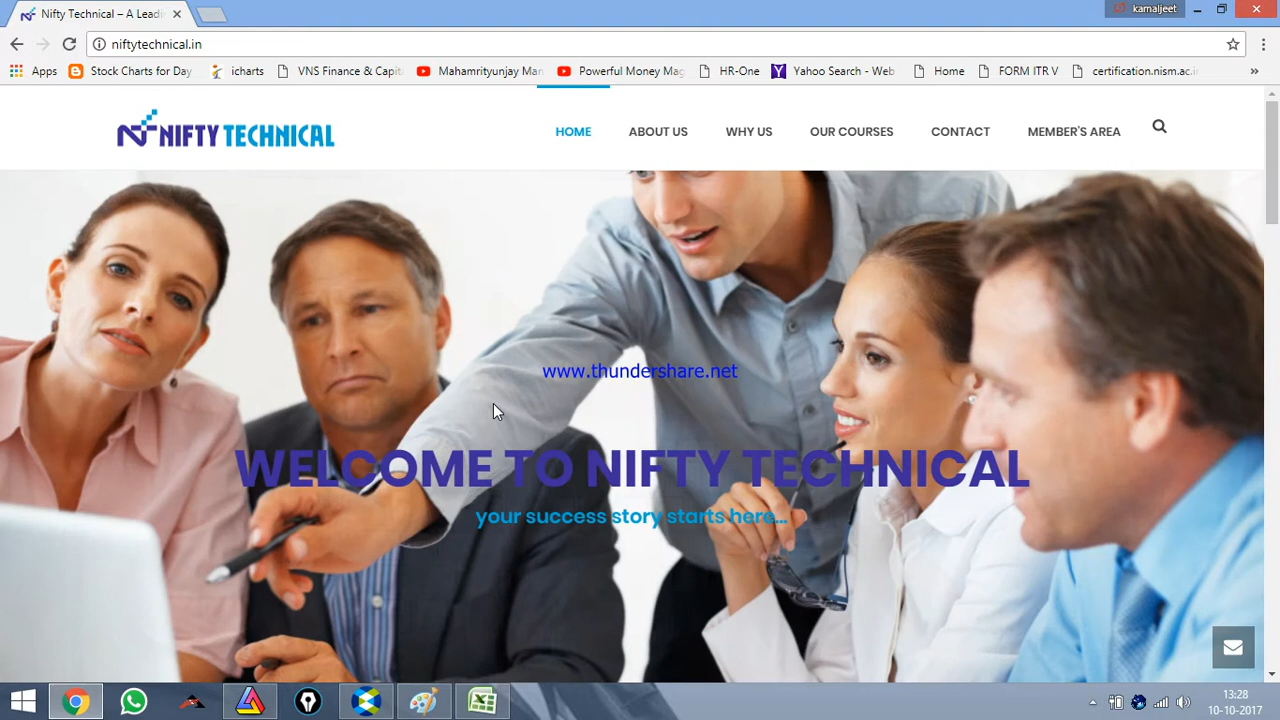 Nifty Technical – A Leadi
kamaljeet
niftytechnical.in
Apps
Stock Charts for Day
icharts
VNS Finance & Capit
Mahamrityunjay Man
Powerful Money Mag
HR-One
Yahoo Search - Web
Home
FORM ITR V
certification.nism.ac.i
»
NIFTY TECHNICAL
HOME
ABOUT US
WHY US
OUR COURSES
CONTACT
MEMBER'S AREA
www.thundershare.net
WELCOME TO NIFTY TECHNICAL
your success story starts here...
13:28
10-10-2017